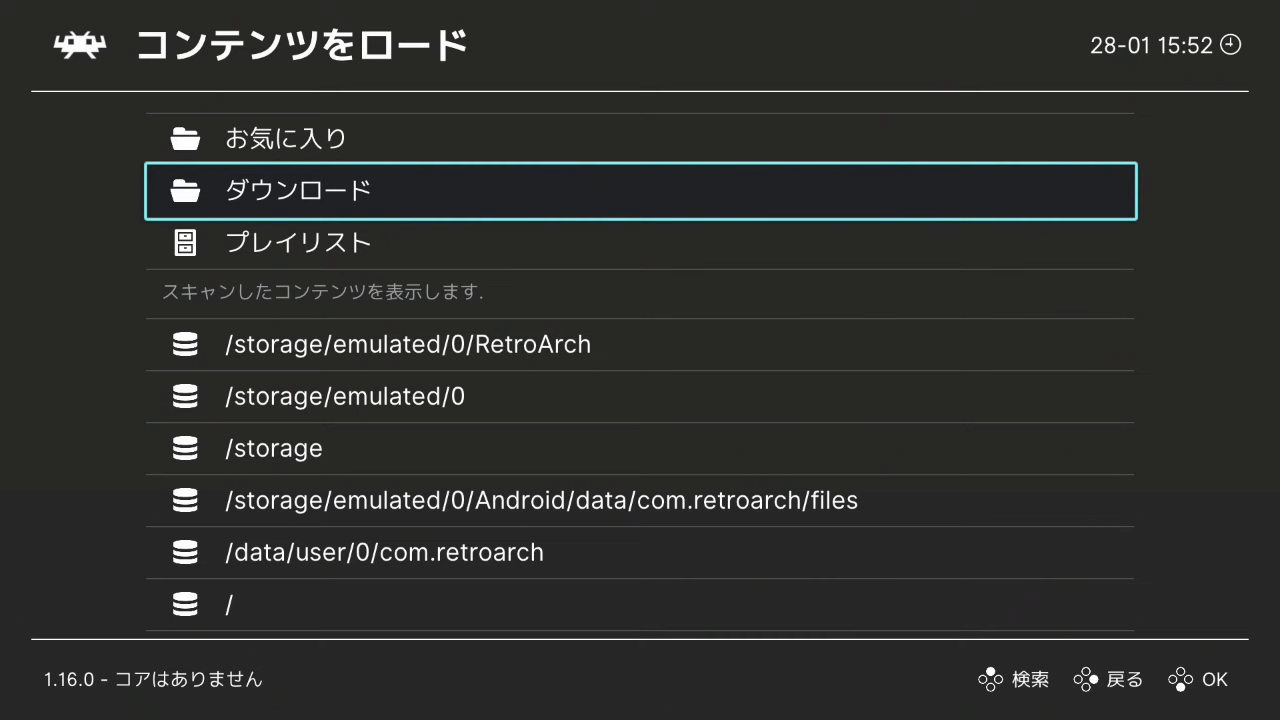 コンテンツをロード
28-01 15:52
お気に入り
ダウンロード
プレイリスト
スキャンしたコンテンツを表示します.
/storage/emulated/0/RetroArch
/storage/emulated/0
/storage
/storage/emulated/0/Android/data/com.retroarch/files
/data/user/0/com.retroarch
/
1.16.0 - コアはありません
検索 戻る OK